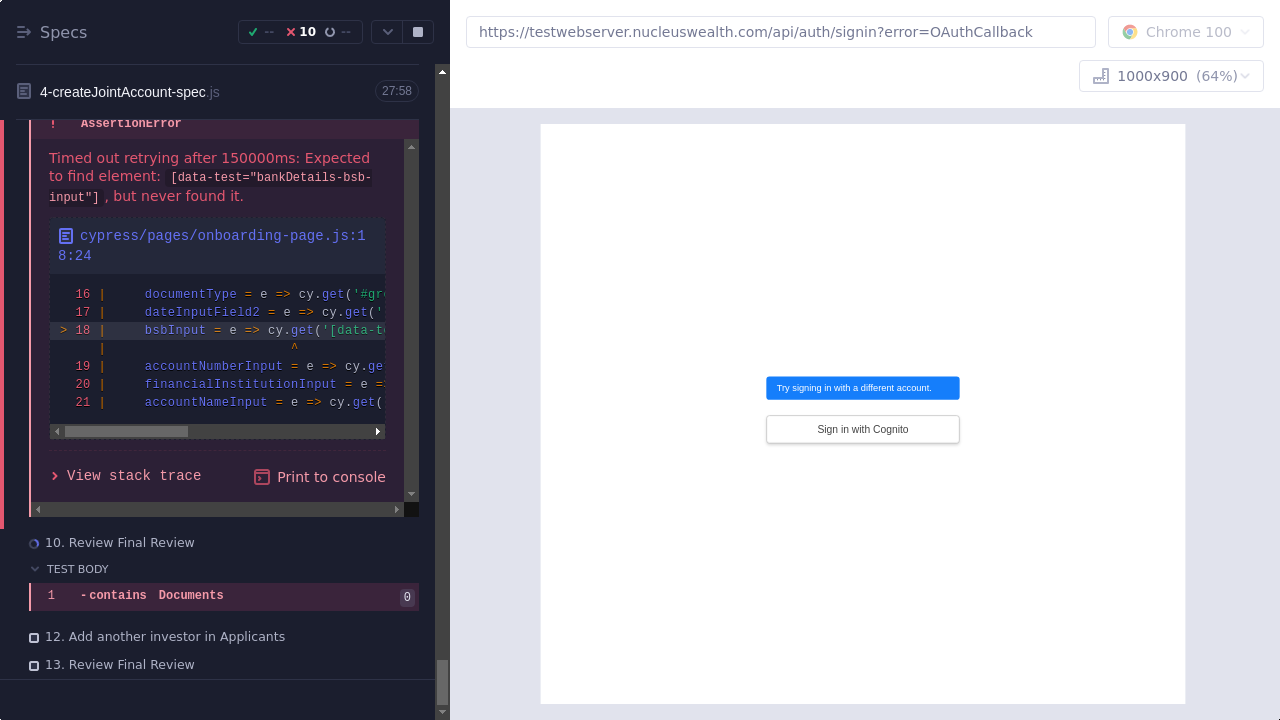 Specs
--
10
--
4-createJointAccount-spec.js
27:58
! AssertionError
Timed out retrying after 150000ms: Expected
to find element: [data-test="bankDetails-bsb-
input"] , but never found it.
cypress/pages/onboarding-page.js:1
8:24
16 | documentType = e => cy.get('#gr
17 | dateInputField2 = e => cy.get('
> 18 | bsbInput = e => cy.get('[data-t
| ^
19 | accountNumberInput = e => cy.ge
20 | financialInstitutionInput = e =
21 | accountNameInput = e => cy.get(
View stack trace
Print to console
10. Review Final Review
TEST BODY
1 -contains Documents 0
12. Add another investor in Applicants
13. Review Final Review
https://testwebserver.nucleuswealth.com/api/auth/signin?error=OAuthCallback
Chrome 100
1000x900 (64%)
Try signing in with a different account.
Sign in with Cognito